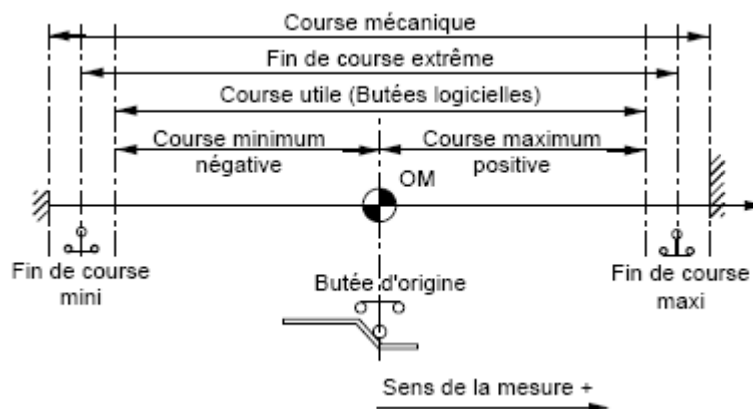 Course mécanique
Fin de course extrême
Course utile (Butées logicielles)
Course minimum
négative
Course maximum
positive
OM
Fin de course
mini
Butée d'origine
Fin de course
maxi
Sens de la mesure +